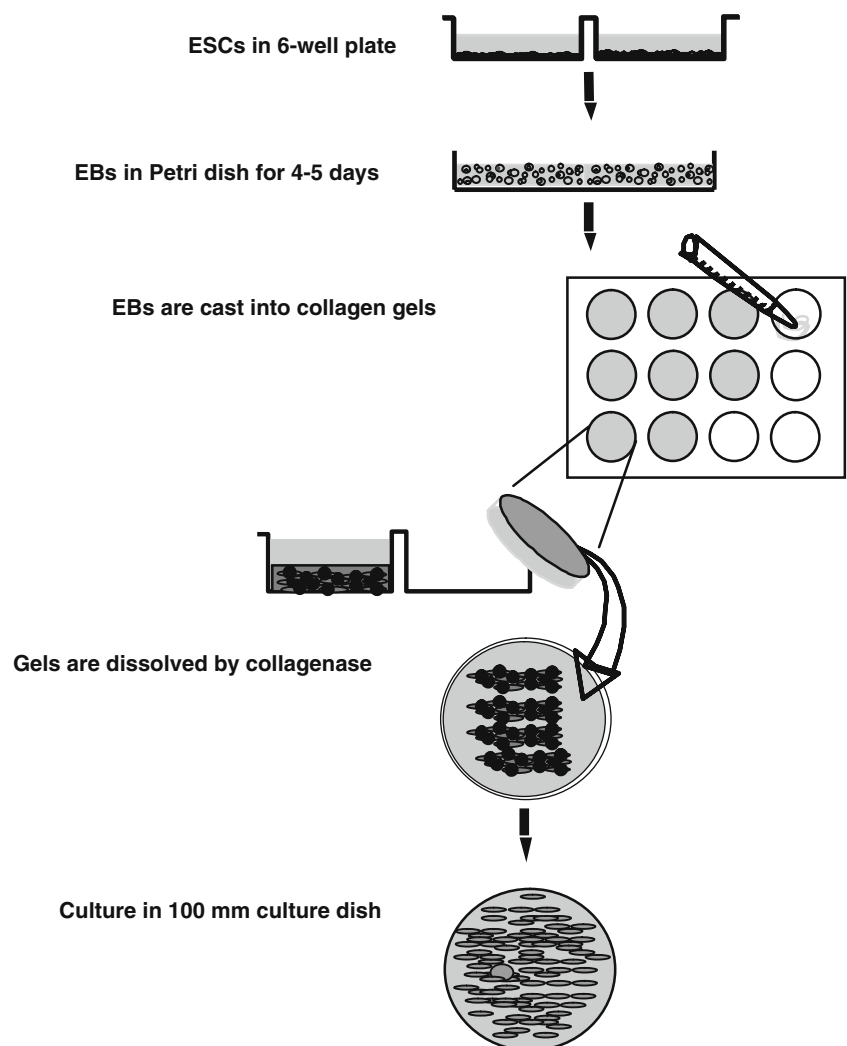 ESCs in 6-well plate
EBs in Petri dish for 4-5 days
EBs are cast into collagen gels
Gels are dissolved by collagenase
Culture in 100 mm culture dish